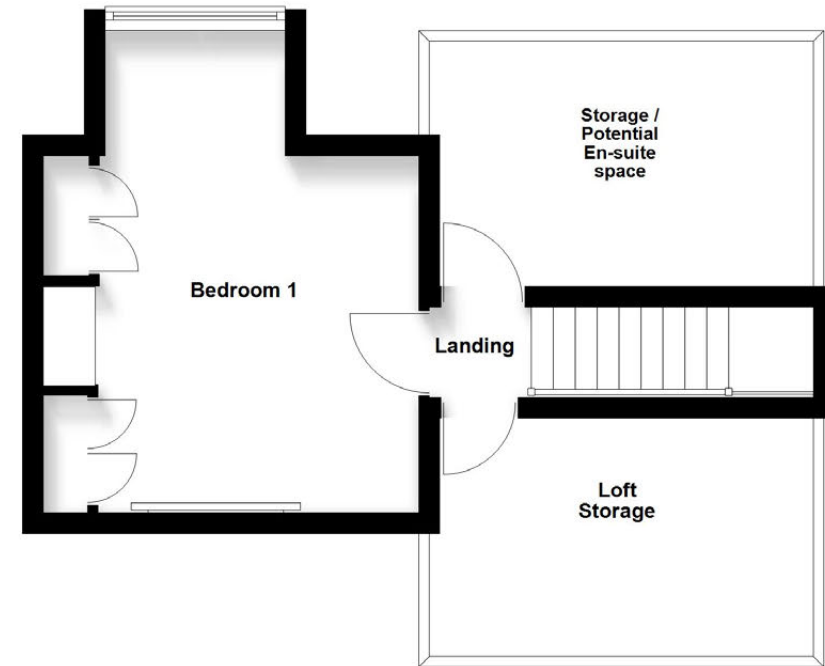 Storage /
Potential
En-suite
space
Bedroom 1
Landing
Loft
Storage